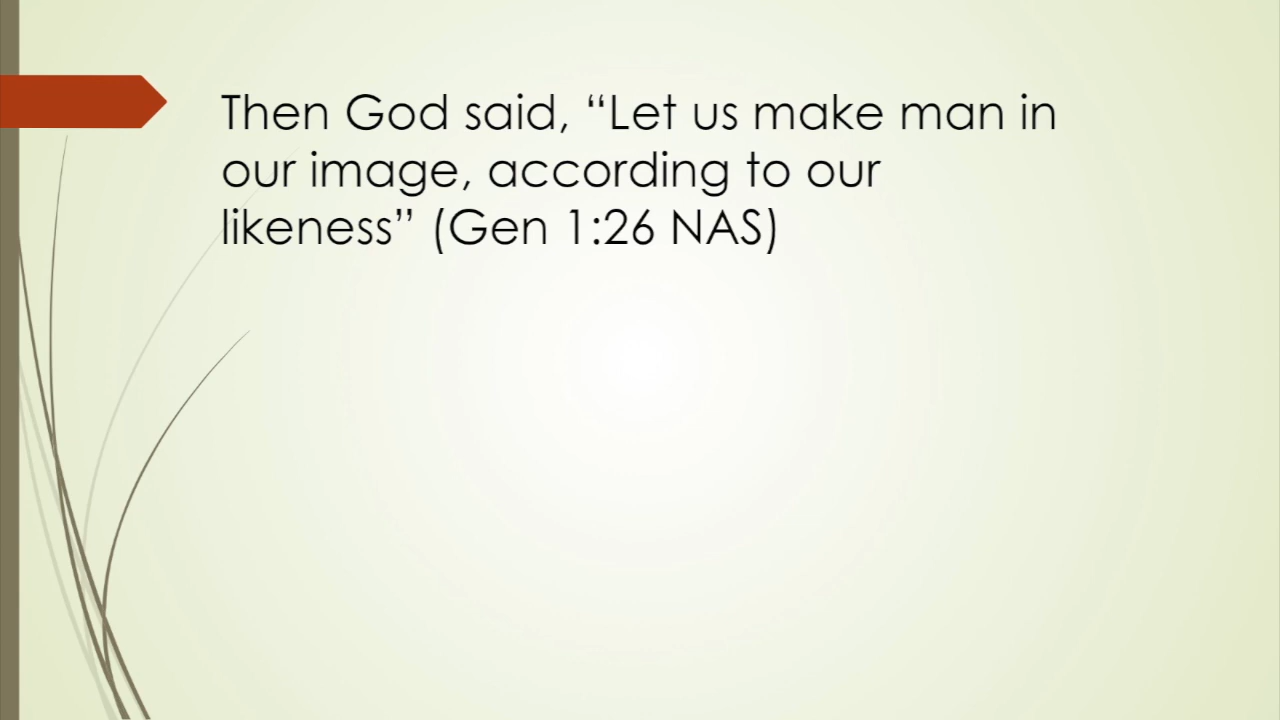 Then God said, “Let us make man in
our image, according to our
likeness” (Gen 1:26 NAS)